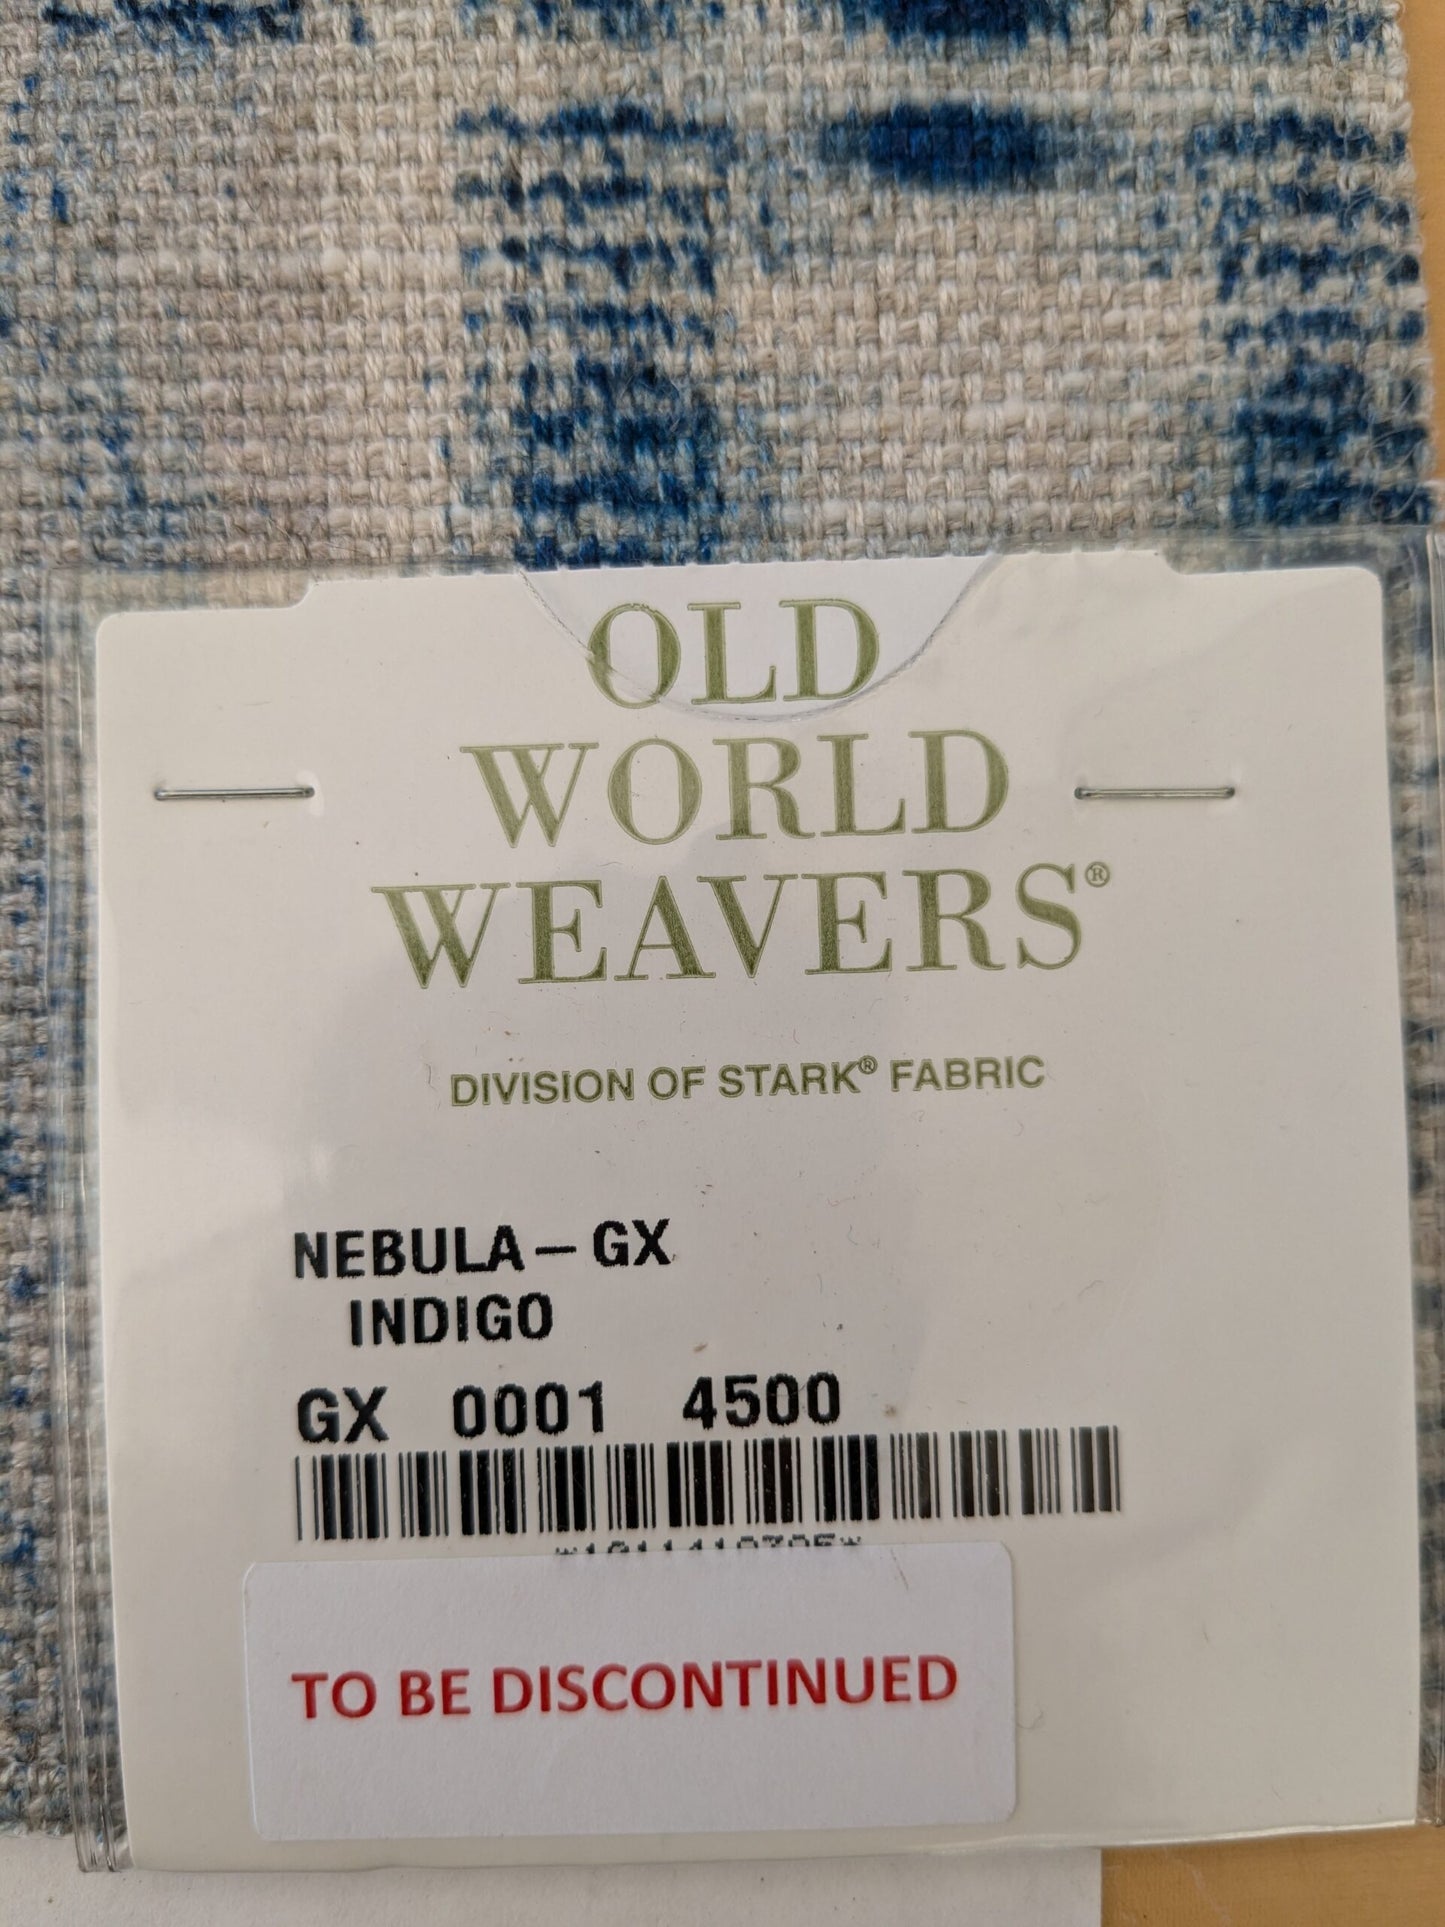 OLD
WORLD
WEAVERS®
DIVISION OF STARK® FABRIC
NEBULA-GX
INDIGO
GX 0001 4500
TO BE DISCONTINUED